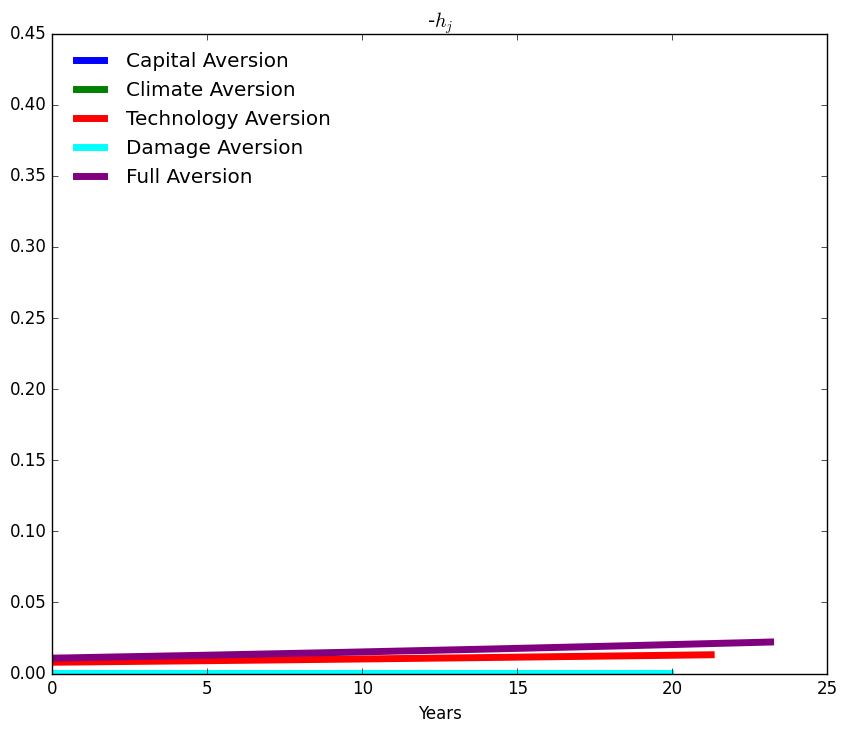 -h_j
0.45
Capital Aversion
Climate Aversion
0.40
Technology Aversion
Damage Aversion
0.35
Full Aversion
0.30
0.25
0.20
0.15
0.10
0.05
0.00
0 5 10 15 20 25
Years